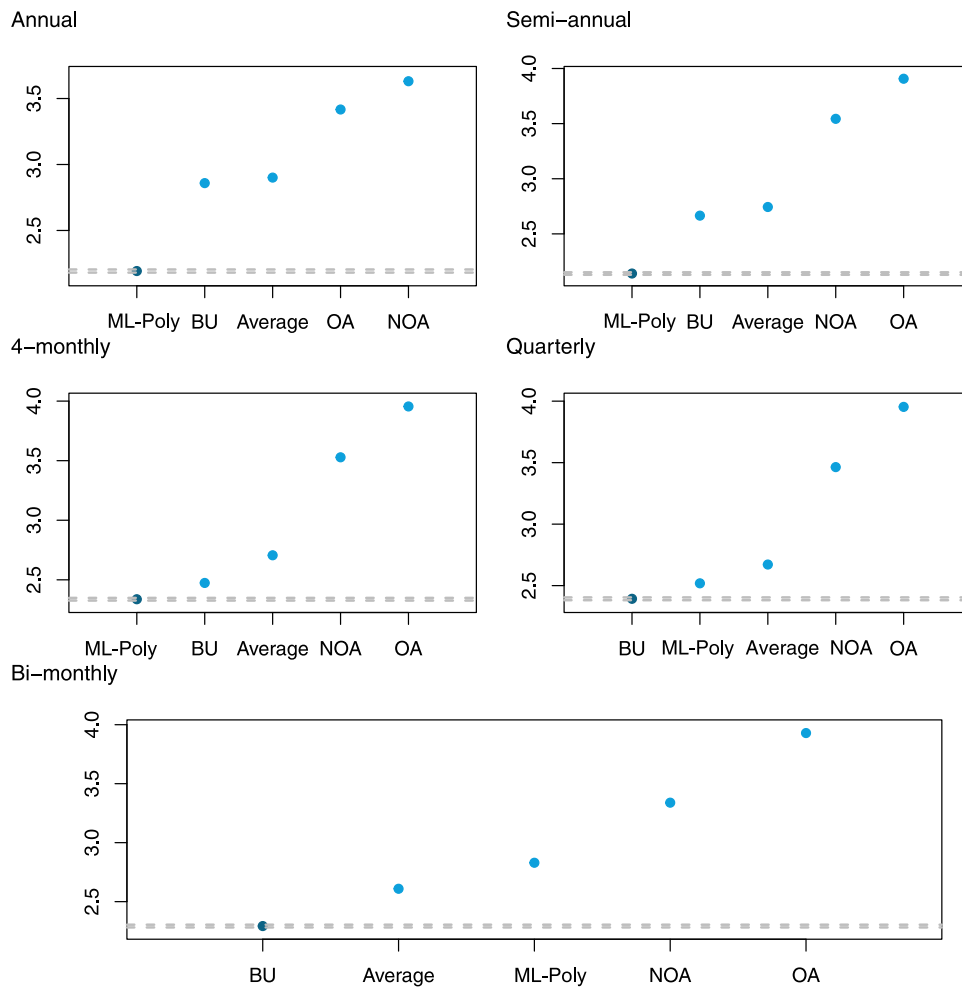 Annual
3.5
3.0
2.5
ML-Poly BU Average OA NOA
Semi-annual
4.0
3.5
3.0
2.5
ML-Poly BU Average NOA OA
4-monthly
4.0
3.5
3.0
2.5
ML-Poly BU Average NOA OA
Quarterly
4.0
3.5
3.0
2.5
BU ML-Poly Average NOA OA
Bi-monthly
4.0
3.5
3.0
2.5
BU Average ML-Poly NOA OA